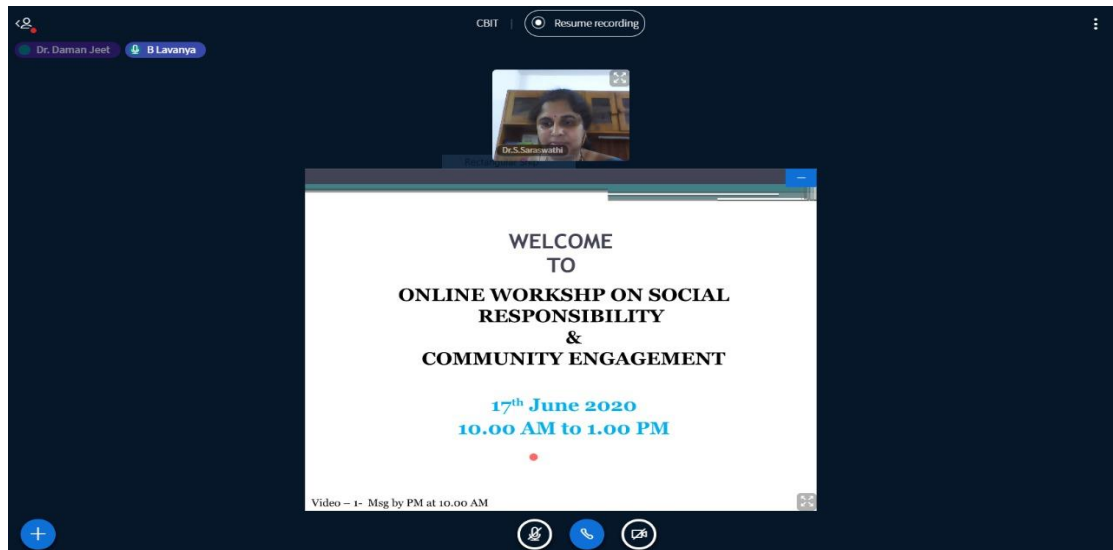 CBIT | Resume recording
Dr. Daman Jeet B Lavanya
Dr.S.Saraswathi
WELCOME
TO
ONLINE WORKSHP ON SOCIAL
RESPONSIBILITY
&
COMMUNITY ENGAGEMENT
17th June 2020
10.00 AM to 1.00 PM
Video – 1- Msg by PM at 10.00 AM